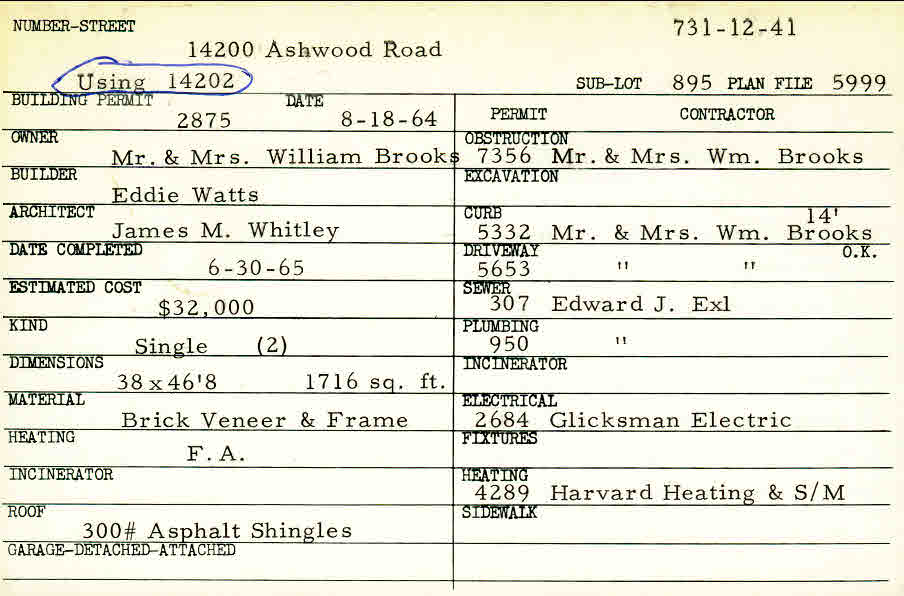 NUMBER-STREET 731-12-41
14200 Ashwood Road
Using 14202 SUB-LOT 895 PLAN FILE 5999
BUILDING PERMIT DATE
2875 8-18-64
OWNER
Mr. & Mrs. William Brooks
BUILDER
Eddie Watts
ARCHITECT
James M. Whitley
DATE COMPLETED
6-30-65
ESTIMATED COST
$32,000
KIND
Single (2)
DIMENSIONS
38 x 46'8 1716 sq. ft.
MATERIAL
Brick Veneer & Frame
HEATING
F.A.
INCINERATOR
ROOF
300# Asphalt Shingles
GARAGE-DETACHED-ATTACHED
PERMIT CONTRACTOR
OBSTRUCTION
7356 Mr. & Mrs. Wm. Brooks
EXCAVATION
CURB 14'
5332 Mr. & Mrs. Wm. Brooks
DRIVEWAY O.K.
5653 " "
SEWER
307 Edward J. Exl
PLUMBING
950 "
INCINERATOR
ELECTRICAL
2684 Glicksman Electric
FIXTURES
HEATING
4289 Harvard Heating & S/M
SIDEWALK